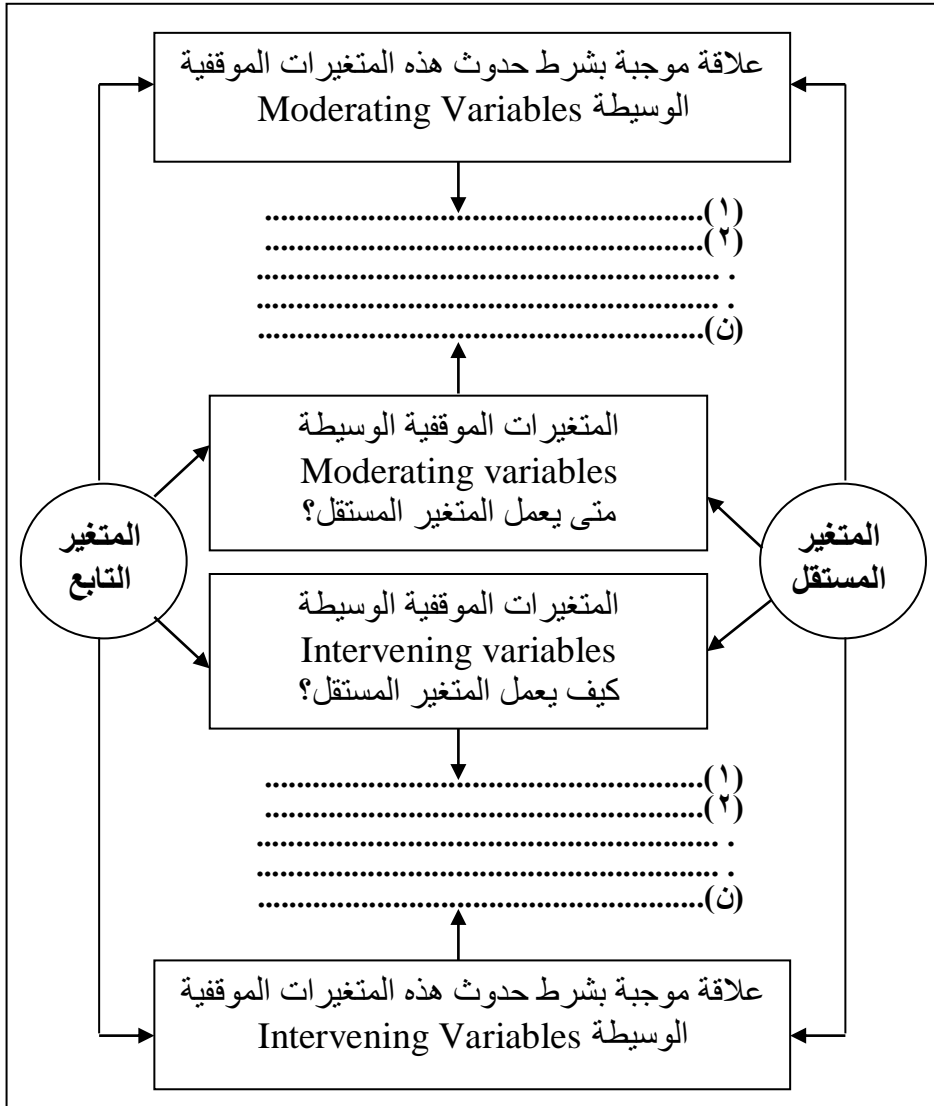 علاقة موجبة بشرط حدوث هذه المتغيرات الموقفية
الوسيطة Moderating Variables
(١)........................................................
(٢)........................................................
. ...........................................................
. ...........................................................
(ن).........................................................
المتغيرات الموقفية الوسيطة
Moderating variables
متى يعمل المتغير المستقل؟
المتغير
المستقل
المتغير
التابع
المتغيرات الموقفية الوسيطة
Intervening variables
كيف يعمل المتغير المستقل؟
(١)........................................................
(٢)........................................................
. ...........................................................
. ...........................................................
(ن).........................................................
علاقة موجبة بشرط حدوث هذه المتغيرات الموقفية
الوسيطة Intervening Variables